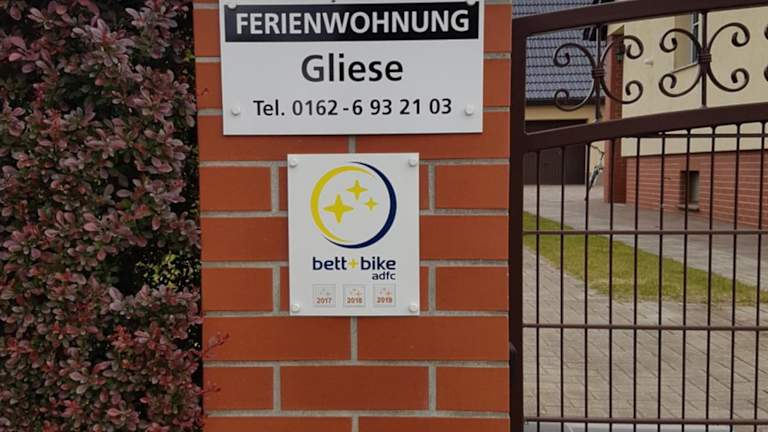 FERIENWOHNUNG
Gliese
Tel. 0162-6 93 21 03
bett+bike
adfc
2017 2018 2019